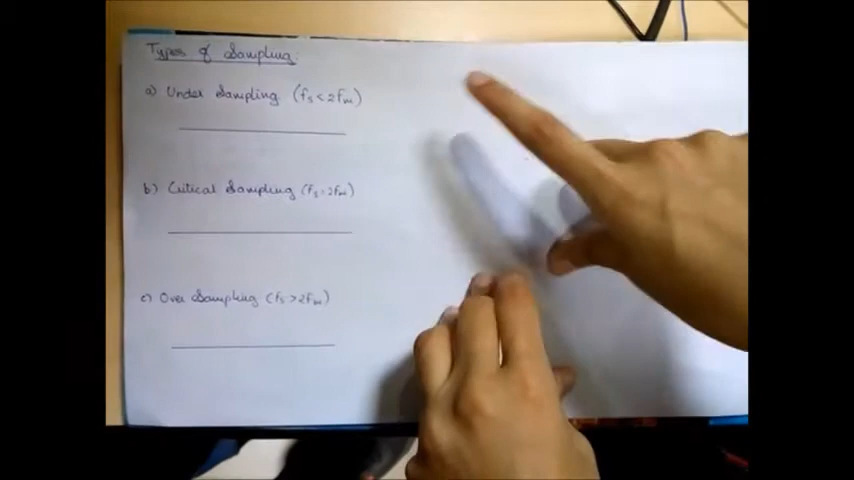 Types of Sampling.
a) Under Sampling (fs < 2fm)
b) Critical Sampling (fs = 2fm)
c) Over Sampling (fs > 2fm)